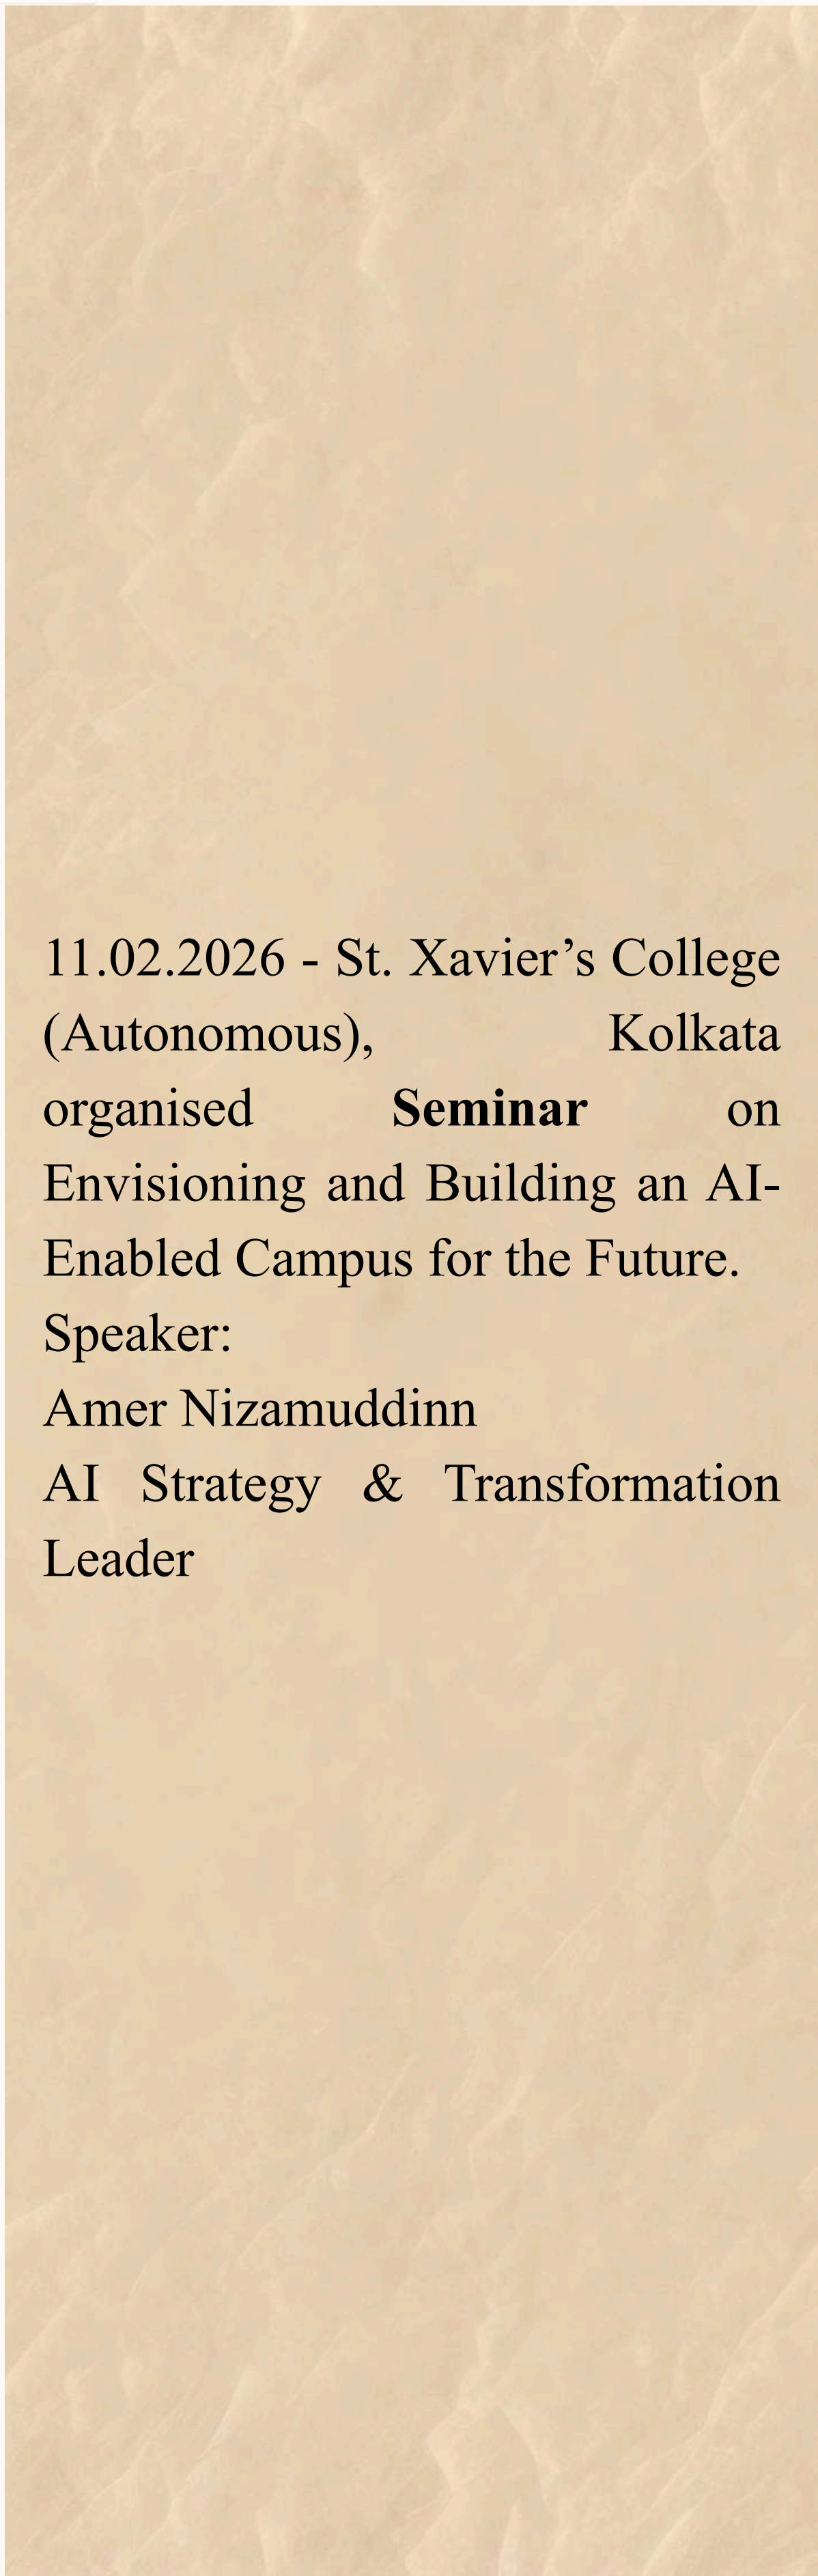 11.02.2026 - St. Xavier’s College
(Autonomous), Kolkata
organised Seminar on
Envisioning and Building an AI-
Enabled Campus for the Future.
Speaker:
Amer Nizamuddinn
AI Strategy & Transformation
Leader